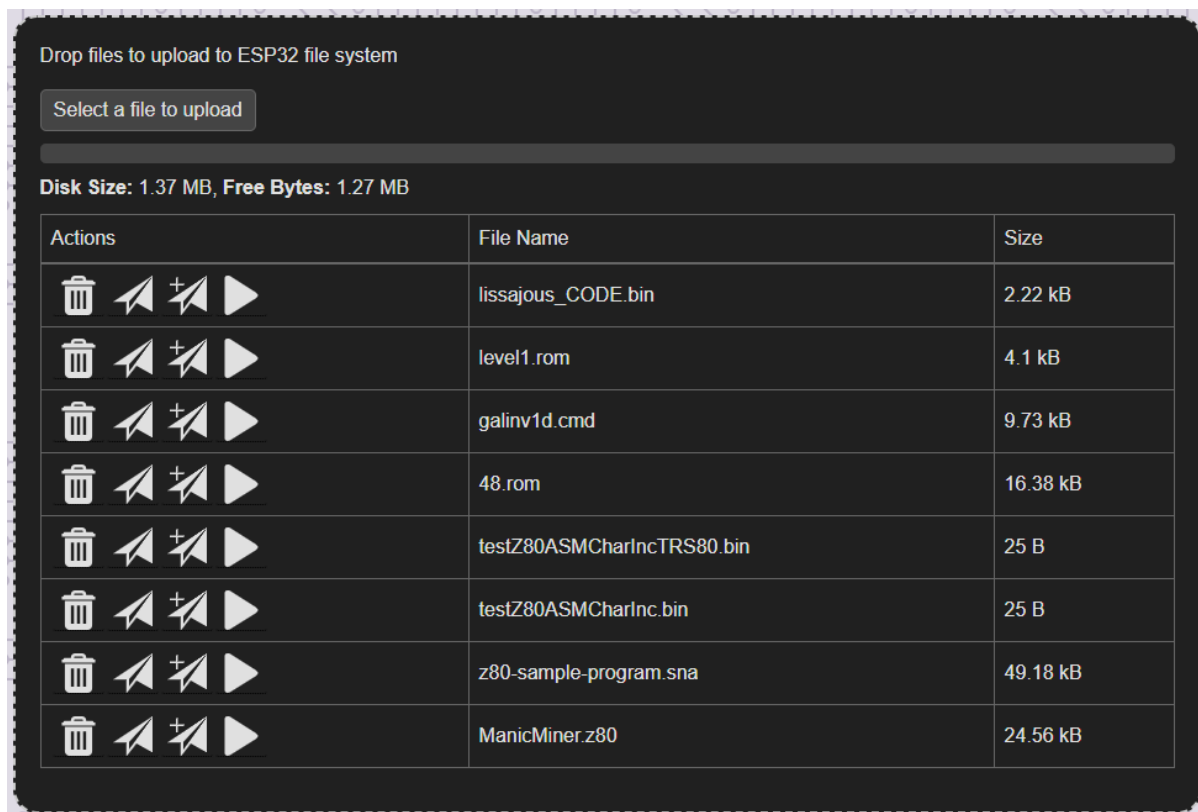 Drop files to upload to ESP32 file system
Select a file to upload
Disk Size: 1.37 MB, Free Bytes: 1.27 MB
Actions File Name Size
lissajous_CODE.bin 2.22 kB
level1.rom 4.1 kB
galinv1d.cmd 9.73 kB
48.rom 16.38 kB
testZ80ASMCharIncTRS80.bin 25 B
testZ80ASMCharInc.bin 25 B
z80-sample-program.sna 49.18 kB
ManicMiner.z80 24.56 kB